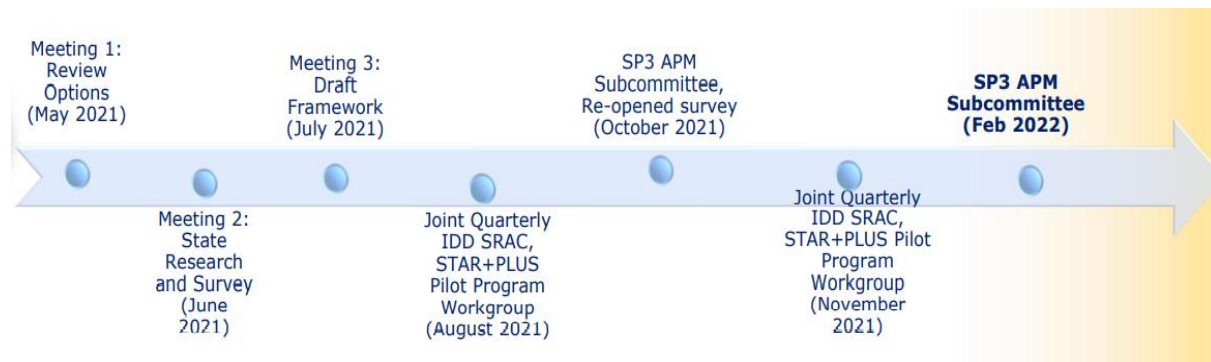 Meeting 1:
Review
Options
(May 2021)
Meeting 2:
State
Research
and Survey
(June
2021)
Meeting 3:
Draft
Framework
(July 2021)
Joint Quarterly
IDD SRAC,
STAR+PLUS
Pilot Program
Workgroup
(August 2021)
SP3 APM
Subcommittee,
Re-opened survey
(October 2021)
Joint Quarterly
IDD SRAC,
STAR+PLUS Pilot
Program
Workgroup
(November
2021)
SP3 APM
Subcommittee
(Feb 2022)